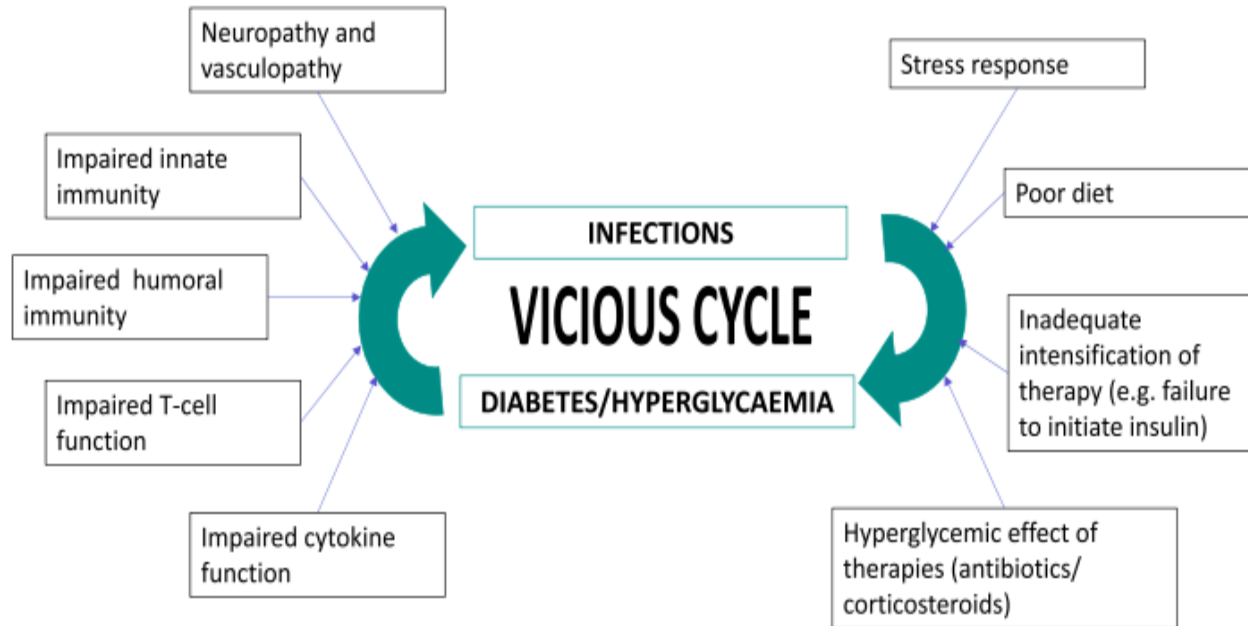 Neuropathy and
vasculopathy
Stress response
Impaired innate
immunity
Poor diet
INFECTIONS
Impaired  humoral
immunity
VICIOUS CYCLE
Inadequate
intensification of
therapy (e.g. failure
to initiate insulin)
DIABETES/HYPERGLYCAEMIA
Impaired T-cell
function
Impaired cytokine
function
Hyperglycemic effect of
therapies (antibiotics/
corticosteroids)